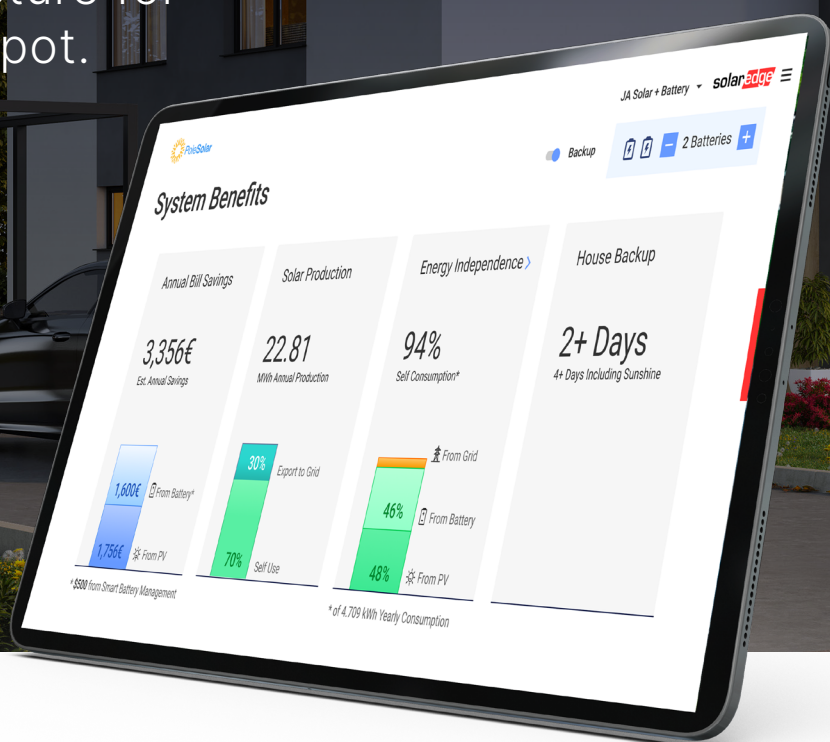 pot.
JA Solar + Battery
solaredge
PoleSolar
Backup
2 Batteries
System Benefits
Annual Bill Savings
3,356€
Est. Annual Savings
1,600€
From Battery*
1,756€
From PV
* $500 from Smart Battery Management
Solar Production
22.81
MWh Annual Production
30%
Export to Grid
70%
Self Use
Energy Independence
94%
Self Consumption*
From Grid
46%
From Battery
48%
From PV
* of 4.709 kWh Yearly Consumption
House Backup
2+ Days
4+ Days Including Sunshine